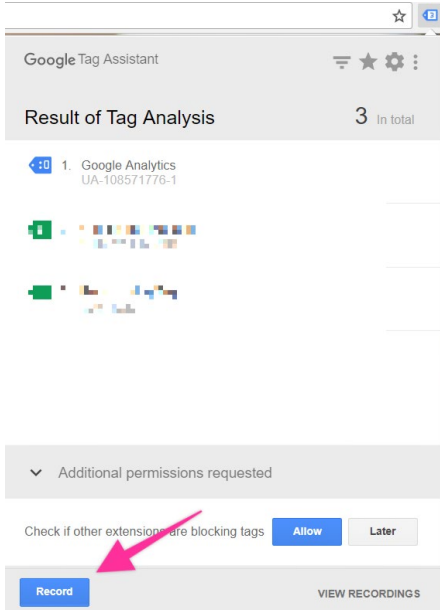 3
Google Tag Assistant
Result of Tag Analysis 3 In total
1. Google Analytics
UA-108571776-1
Additional permissions requested
Check if other extensions are blocking tags Allow Later
Record VIEW RECORDINGS